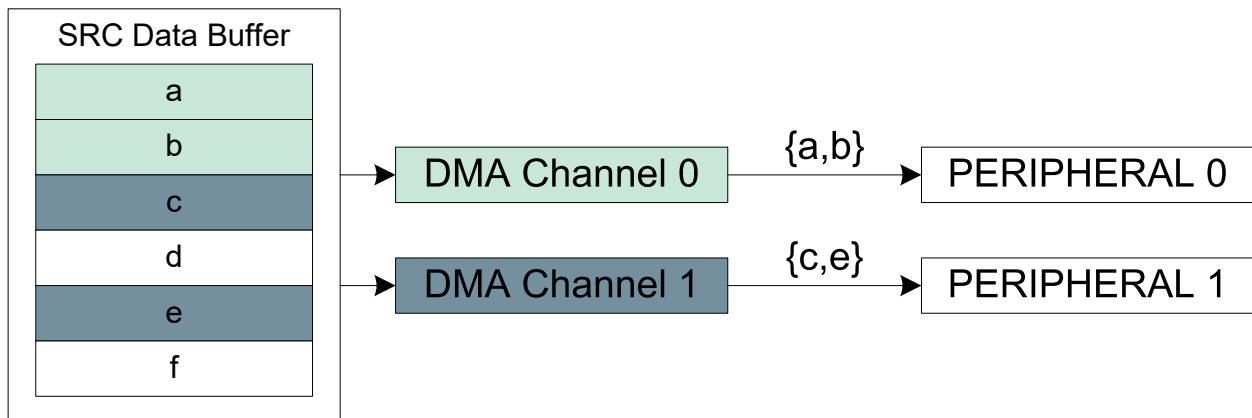 SRC Data Buffer
a
b
c
d
e
f
DMA Channel 0
{a,b}
PERIPHERAL 0
DMA Channel 1
{c,e}
PERIPHERAL 1